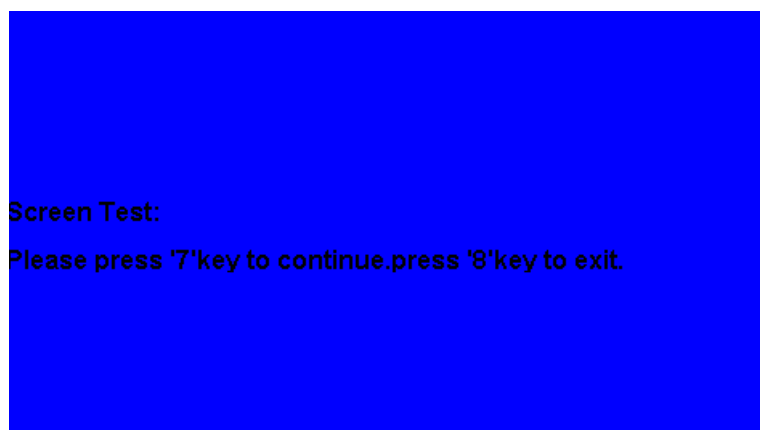 Screen Test:
Please press '7'key to continue.press '8'key to exit.